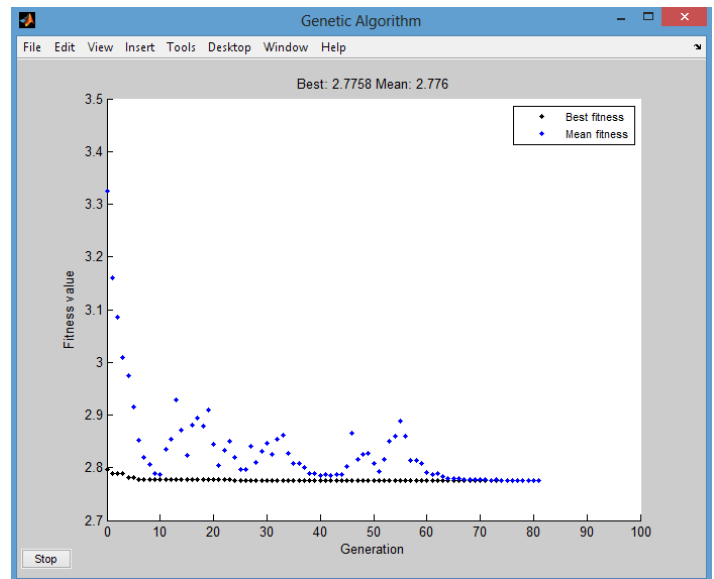 Genetic Algorithm
File Edit View Insert Tools Desktop Window Help
Best: 2.7758 Mean: 2.776
3.5
3.4
3.3
3.2
3.1
3
2.9
2.8
2.7
Fitness value
Best fitness
Mean fitness
0 10 20 30 40 50 60 70 80 90 100
Generation
Stop